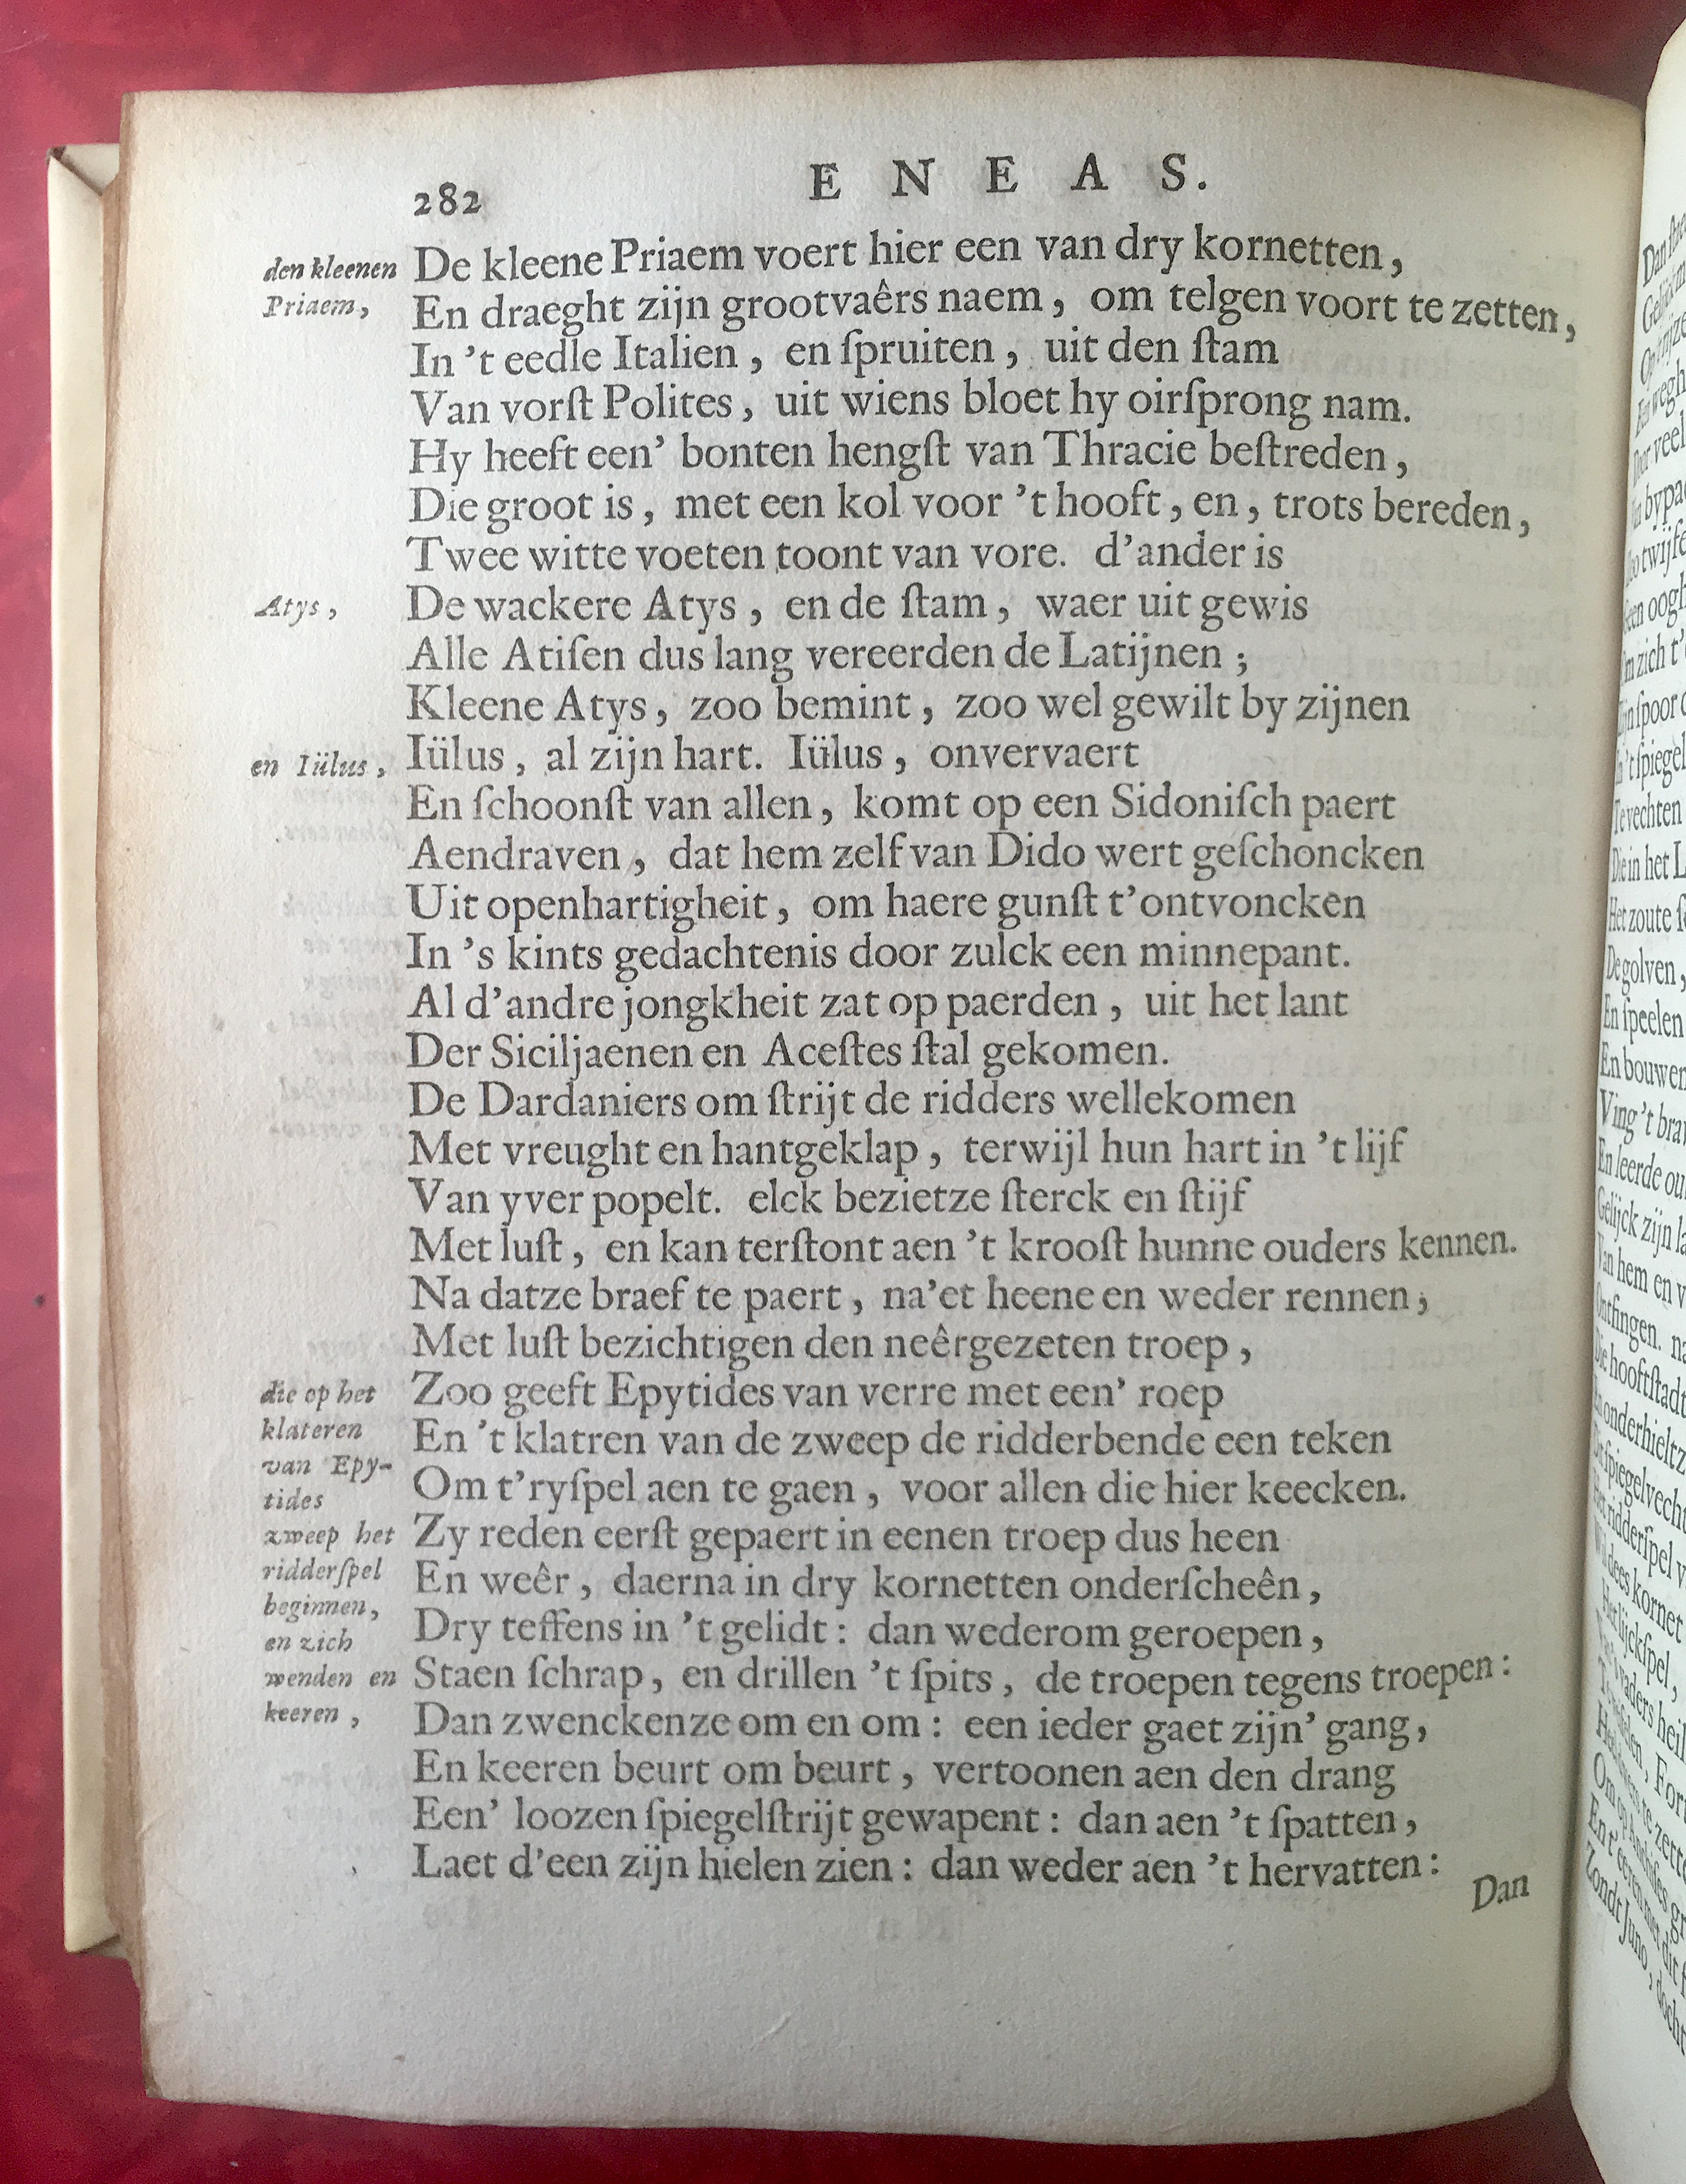 282
E N E A S.
den kleenen
Priaem,
De kleene Priaem voert hier een van dry kornetten,
En draeght zijn grootvaêrs naem, om telgen voort te zetten,
In 't eedle Italien, en ſpruiten, uit den ſtam
Van vorſt Polites, uit wiens bloet hy oirſprong nam.
Hy heeft een' bonten hengſt van Thracie beſtreden,
Die groot is, met een kol voor 't hooft, en, trots bereden,
Twee witte voeten toont van vore. d'ander is
Atys,
De wackere Atys, en de ſtam, waer uit gewis
Alle Atiſen dus lang vereerden de Latijnen;
Kleene Atys, zoo bemint, zoo wel gewilt by zijnen
en Iülus,
Iülus, al zijn hart. Iülus, onvervaert
En ſchoonſt van allen, komt op een Sidoniſch paert
Aendraven, dat hem zelf van Dido wert geſchoncken
Uit openhartigheit, om haere gunſt t'ontvoncken
In 's kints gedachtenis door zulck een minnepant.
Al d'andre jongkheit zat op paerden, uit het lant
Der Siciljaenen en Aceſtes ſtal gekomen.
De Dardaniers om ſtrijt de ridders wellekomen
Met vreught en hantgeklap, terwijl hun hart in 't lijf
Van yver popelt. elck bezietze ſterck en ſtijf
Met luſt, en kan terſtont aen 't krooſt hunne ouders kennen.
Na datze braef te paert, na'et heene en weder rennen,
Met luſt bezichtigen den neêrgezeten troep,
die op het
klateren
van Epy-
tides
zweep het
ridderſpel
beginnen,
en zich
wenden en
keeren,
Zoo geeft Epytides van verre met een' roep
En 't klatren van de zweep de ridderbende een teken
Om t'ryſpel aen te gaen, voor allen die hier keecken.
Zy reden eerſt gepaert in eenen troep dus heen
En weêr, daerna in dry kornetten onderſcheên,
Dry teffens in 't gelidt: dan wederom geroepen,
Staen ſchrap, en drillen 't ſpits, de troepen tegens troepen:
Dan zwenckenze om en om: een ieder gaet zijn' gang,
En keeren beurt om beurt, vertoonen aen den drang
Een' loozen ſpiegelſtrijt gewapent: dan aen 't ſpatten,
Laet d'een zijn hielen zien: dan weder aen 't hervatten:
Dan